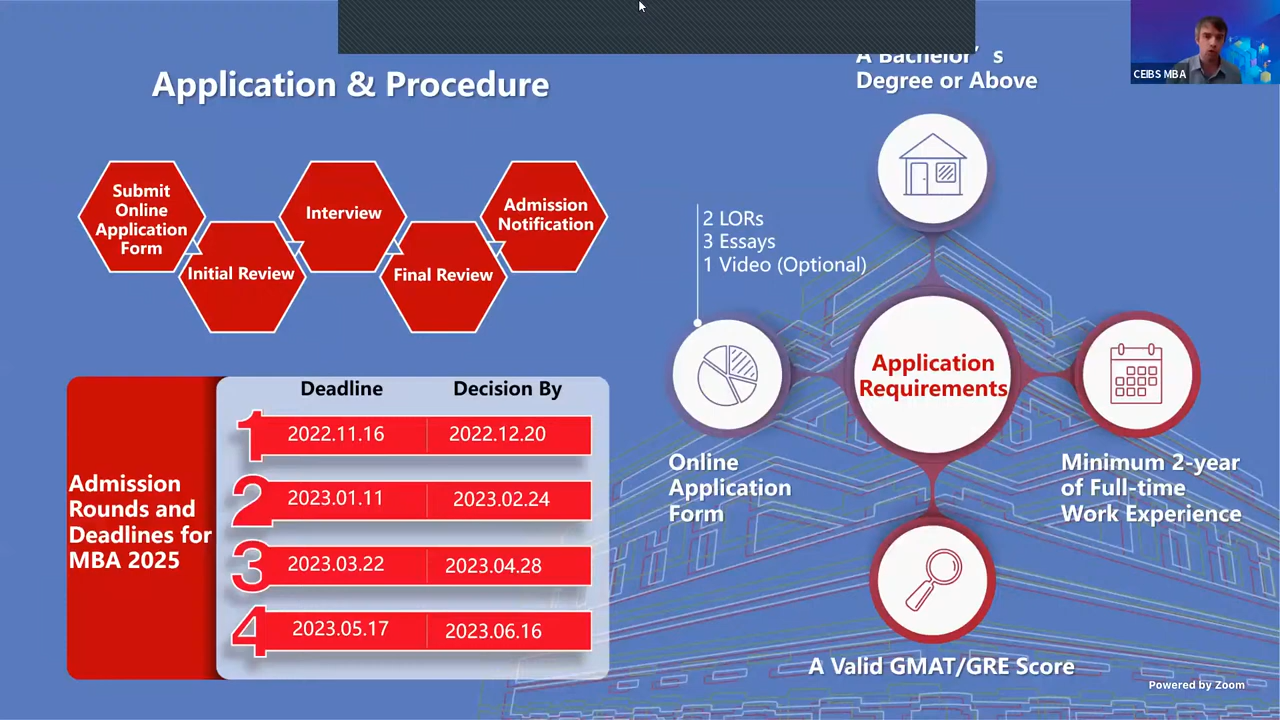 A Bachelor's
Degree or Above
CEIBS MBA
Application & Procedure
Submit
Online
Application
Form
Initial Review
Interview
Final Review
Admission
Notification
2 LORs
3 Essays
1 Video (Optional)
Application
Requirements
Online
Application
Form
Minimum 2-year
of Full-time
Work Experience
A Valid GMAT/GRE Score
Admission
Rounds and
Deadlines for
MBA 2025
Deadline Decision By
1 2022.11.16 2022.12.20
2 2023.01.11 2023.02.24
3 2023.03.22 2023.04.28
4 2023.05.17 2023.06.16
Powered by Zoom